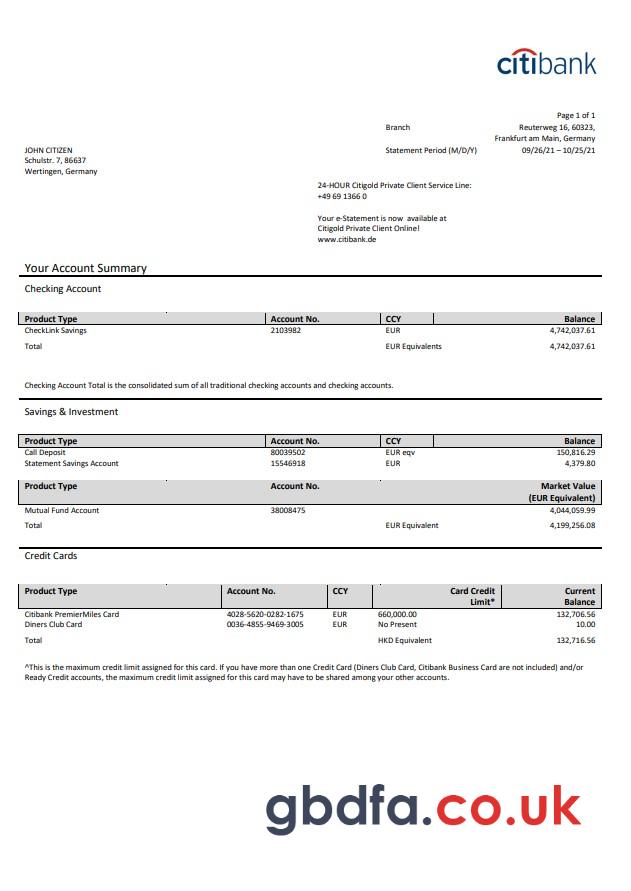 citibank
Page 1 of 1
Branch Reuterweg 16, 60323,
Frankfurt am Main, Germany
JOHN CITIZEN Statement Period (M/D/Y) 09/26/21 – 10/25/21
Schulstr. 7, 86637
Wertingen, Germany
24-HOUR Citigold Private Client Service Line:
+49 69 1366 0
Your e-Statement is now available at
Citigold Private Client Online!
www.citibank.de
Your Account Summary
Checking Account
Product Type Account No. CCY Balance
CheckLink Savings 2103982 EUR 4,742,037.61
Total EUR Equivalents 4,742,037.61
Checking Account Total is the consolidated sum of all traditional checking accounts and checking accounts.
Savings & Investment
Product Type Account No. CCY Balance
Call Deposit 80039502 EUR eqv 150,816.29
Statement Savings Account 15546918 EUR 4,379.80
Product Type Account No. Market Value
(EUR Equivalent)
Mutual Fund Account 38008475 4,044,059.99
Total EUR Equivalent 4,199,256.08
Credit Cards
Product Type Account No. CCY Card Credit Current
Limit* Balance
Citibank PremierMiles Card 4028-5620-0282-1675 EUR 660,000.00 132,706.56
Diners Club Card 0036-4855-9469-3005 EUR No Present 10.00
Total HKD Equivalent 132,716.56
^This is the maximum credit limit assigned for this card. If you have more than one Credit Card (Diners Club Card, Citibank Business Card are not included) and/or
Ready Credit accounts, the maximum credit limit assigned for this card may have to be shared among your other accounts.
gbdfa.co.uk